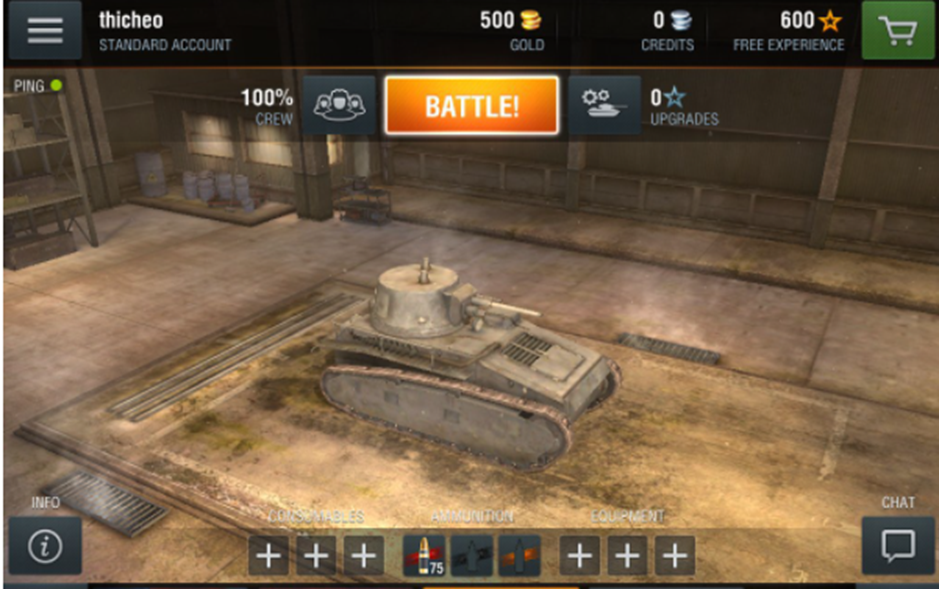 thicheo
STANDARD ACCOUNT
500
GOLD
0
CREDITS
600
FREE EXPERIENCE
PING
100%
CREW
BATTLE!
0
UPGRADES
INFO
CONSUMABLES
AMMUNITION
EQUIPMENT
CHAT
75